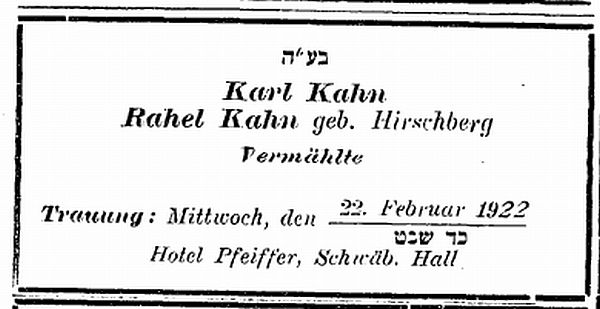 בע״ה
Karl Kahn
Rahel Kahn geb. Hirschberg
Vermählte
Trauung: Mittwoch, den 22. Februar 1922
כד שבט
Hotel Pfeiffer, Schwäb. Hall